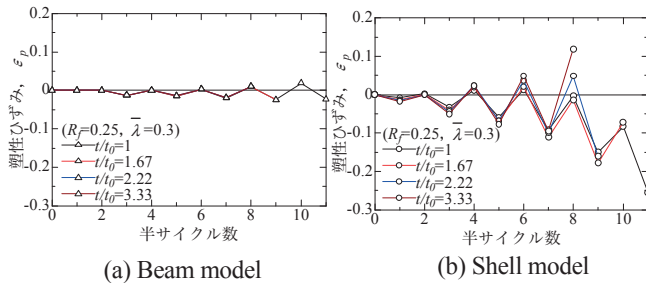 0.2
0.1
0
-0.1
-0.2
-0.3
塑性ひずみ, εp
(Rf=0.25, λ=0.3)
t/t0=1
t/t0=1.67
t/t0=2.22
t/t0=3.33
0 2 4 6 8 10
半サイクル数
(a) Beam model
0.2
0.1
0
-0.1
-0.2
-0.3
塑性ひずみ, εp
(Rf=0.25, λ=0.3)
t/t0=1
t/t0=1.67
t/t0=2.22
t/t0=3.33
0 2 4 6 8 10
半サイクル数
(b) Shell model